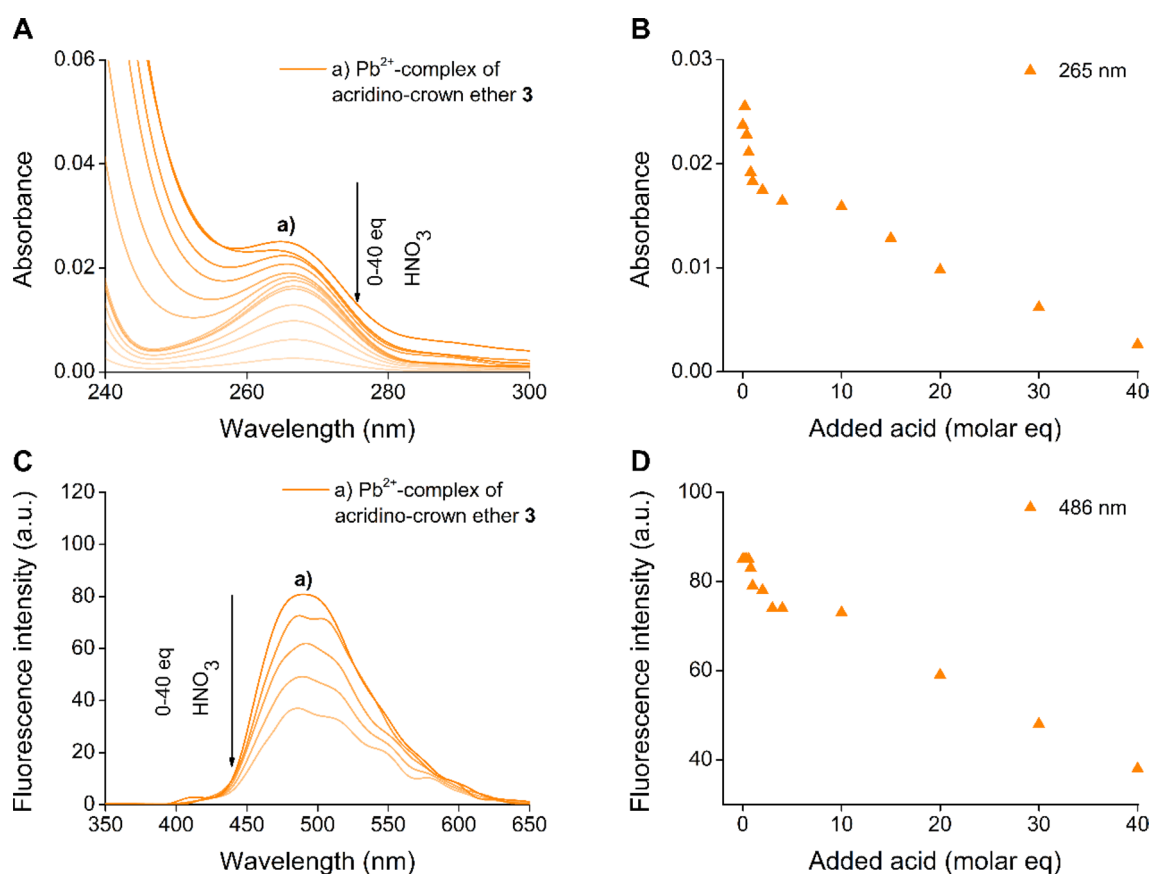 A
0.06
0.04
0.02
0.00
Absorbance
a) Pb²⁺-complex of
acridino-crown ether 3
a)
0-40 eq
HNO₃
240 260 280 300
Wavelength (nm)
B
0.03
0.02
0.01
0.00
Absorbance
265 nm
0 10 20 30 40
Added acid (molar eq)
C
120
100
80
60
40
20
0
Fluorescence intensity (a.u.)
a) Pb²⁺-complex of
acridino-crown ether 3
a)
0-40 eq
HNO₃
350 400 450 500 550 600 650
Wavelength (nm)
D
100
80
60
40
Fluorescence intensity (a.u.)
486 nm
0 10 20 30 40
Added acid (molar eq)